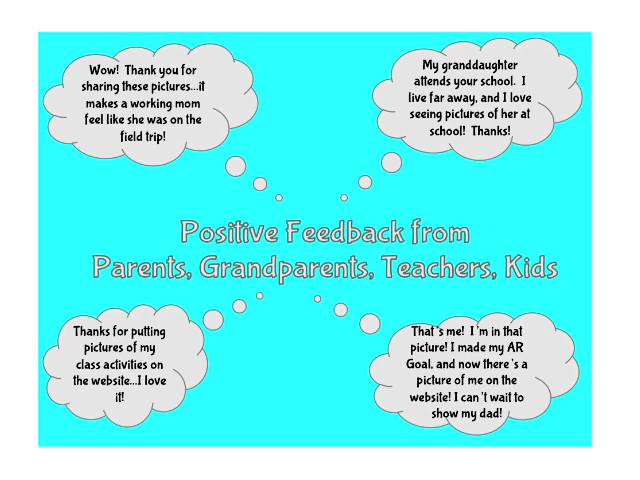 Wow! Thank you for
sharing these pictures...it
makes a working mom
feel like she was on the
field trip!
My granddaughter
attends your school. I
live far away, and I love
seeing pictures of her at
school! Thanks!
Positive Feedback from
Parents, Grandparents, Teachers, Kids
Thanks for putting
pictures of my
class activities on
the website...I love
it!
That's me! I'm in that
picture! I made my AR
Goal, and now there's a
picture of me on the
website! I can't wait to
show my dad!